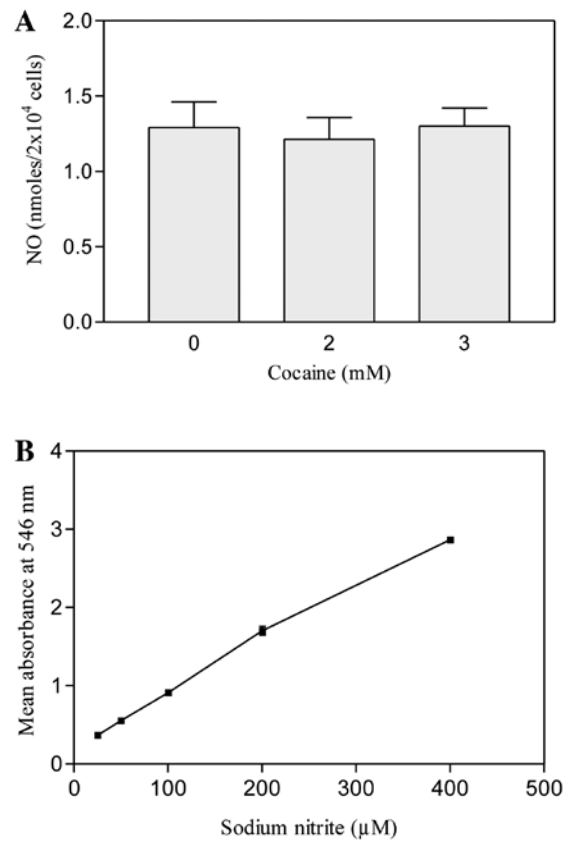 A
2.0
1.5
1.0
0.5
0.0
NO (nmoles/2x10⁴ cells)
0 2 3
Cocaine (mM)
B
4
3
2
1
0
Mean absorbance at 546 nm
0 100 200 300 400 500
Sodium nitrite (µM)